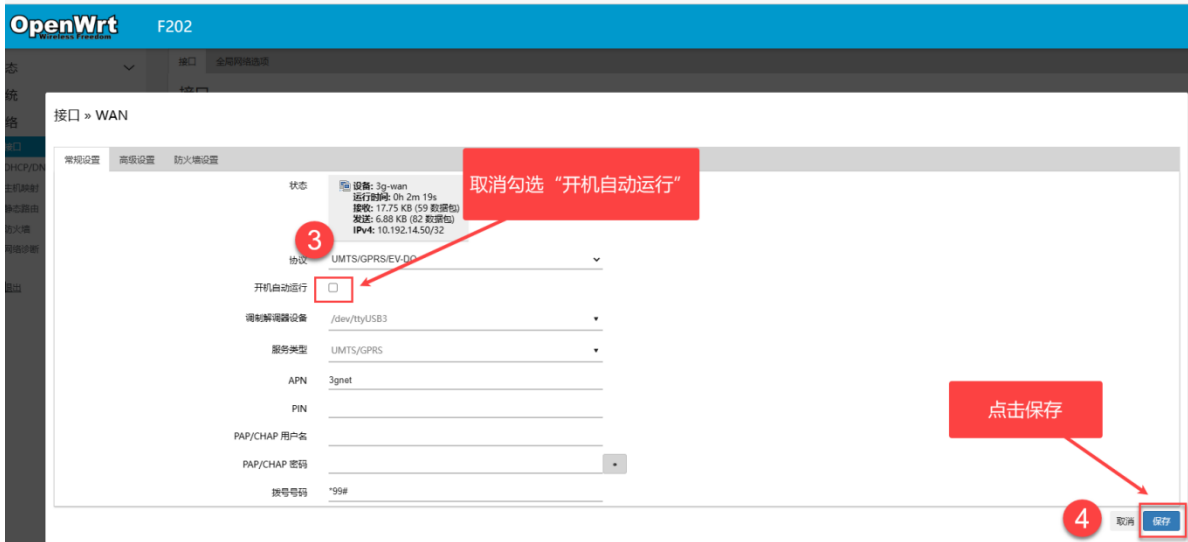 OpenWrt
Wireless Freedom
F202
态
接口 全局网络选项
统
接口
络
接口
DHCP/DN
主机映射
静态路由
防火墙
网络诊断
退出
接口 » WAN
常规设置 高级设置 防火墙设置
取消勾选“开机自动运行”
状态
设备: 3g-wan
运行时间: 0h 2m 19s
接收: 17.75 KB (59 数据包)
发送: 6.88 KB (82 数据包)
IPv4: 10.192.14.50/32
3
协议 UMTS/GPRS/EV-DO
开机自动运行
调制解调器设备 /dev/ttyUSB3
服务类型 UMTS/GPRS
APN 3gnet
PIN
点击保存
PAP/CHAP 用户名
PAP/CHAP 密码 *
拨号号码 *99#
4
取消 保存